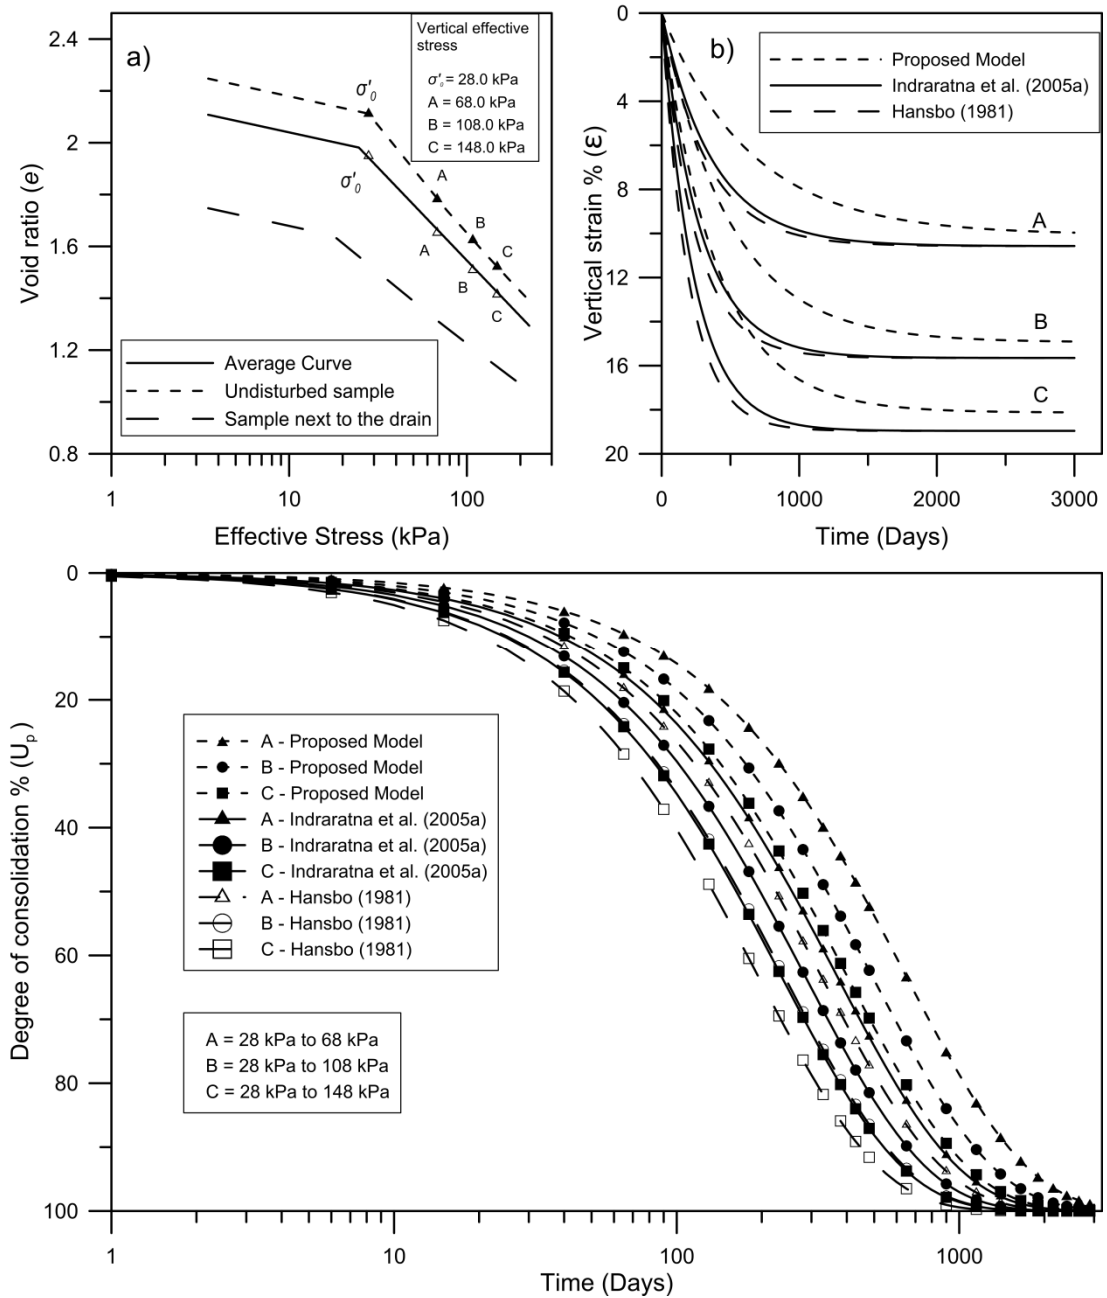 a)
2.4
2
1.6
1.2
0.8
Void ratio (e)
σ'₀
σ'₀
A
B
C
A
B
C
Vertical effective
stress
σ'₀ = 28.0 kPa
A = 68.0 kPa
B = 108.0 kPa
C = 148.0 kPa
Average Curve
Undisturbed sample
Sample next to the drain
1
10
100
Effective Stress (kPa)
b)
0
4
8
12
16
20
Vertical strain % (ε)
Proposed Model
Indraratna et al. (2005a)
Hansbo (1981)
A
B
C
0
1000
2000
3000
Time (Days)
0
20
40
60
80
100
Degree of consolidation % (Uₚ)
A - Proposed Model
B - Proposed Model
C - Proposed Model
A - Indraratna et al. (2005a)
B - Indraratna et al. (2005a)
C - Indraratna et al. (2005a)
A - Hansbo (1981)
B - Hansbo (1981)
C - Hansbo (1981)
A = 28 kPa to 68 kPa
B = 28 kPa to 108 kPa
C = 28 kPa to 148 kPa
1
10
100
1000
Time (Days)